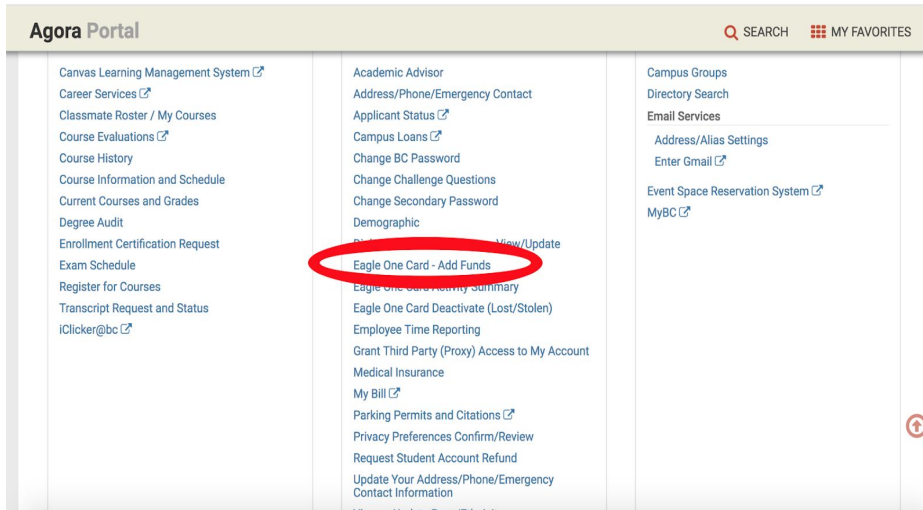 Agora Portal
SEARCH
MY FAVORITES
Canvas Learning Management System
Career Services
Classmate Roster / My Courses
Course Evaluations
Course History
Course Information and Schedule
Current Courses and Grades
Degree Audit
Enrollment Certification Request
Exam Schedule
Register for Courses
Transcript Request and Status
iClicker@bc
Academic Advisor
Address/Phone/Emergency Contact
Applicant Status
Campus Loans
Change BC Password
Change Challenge Questions
Change Secondary Password
Demographic
View/Update
Eagle One Card - Add Funds
Eagle One Card Activity Summary
Eagle One Card Deactivate (Lost/Stolen)
Employee Time Reporting
Grant Third Party (Proxy) Access to My Account
Medical Insurance
My Bill
Parking Permits and Citations
Privacy Preferences Confirm/Review
Request Student Account Refund
Update Your Address/Phone/Emergency
Contact Information
Campus Groups
Directory Search
Email Services
Address/Alias Settings
Enter Gmail
Event Space Reservation System
MyBC